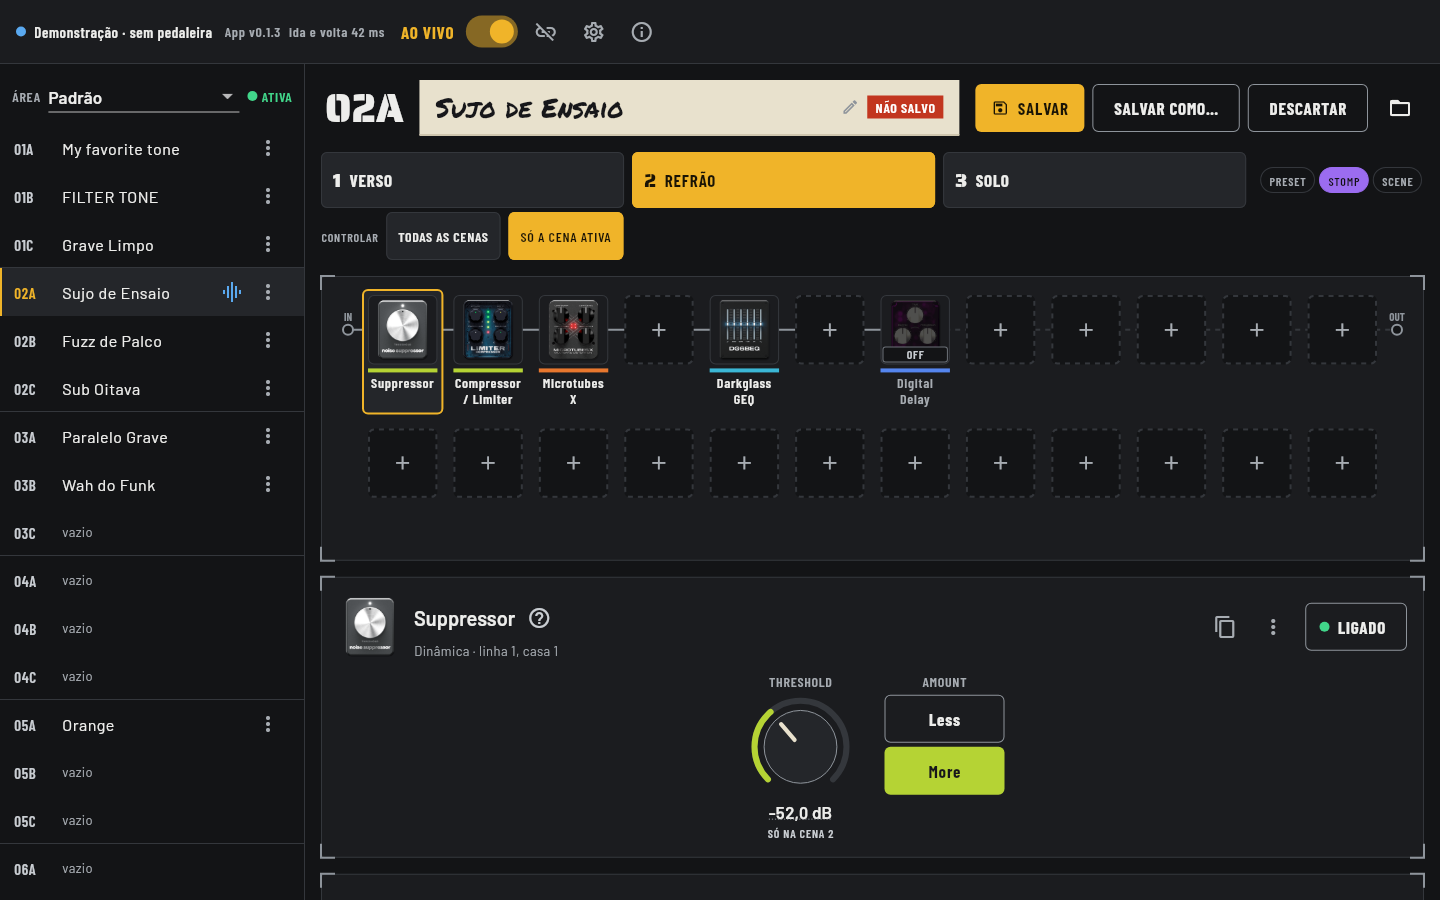 Demonstração · sem pedaleira App v0.1.3 Ida e volta 42 ms AO VIVO
ÁREA Padrão ATIVA
01A My favorite tone
01B FILTER TONE
01C Grave Limpo
02A Sujo de Ensaio
02B Fuzz de Palco
02C Sub Oitava
03A Paralelo Grave
03B Wah do Funk
03C vazio
04A vazio
04B vazio
04C vazio
05A Orange
05B vazio
05C vazio
06A vazio
02A Sujo de Ensaio NÃO SALVO SALVAR SALVAR COMO... DESCARTAR
1 VERSO 2 REFRÃO 3 SOLO PRESET STOMP SCENE
CONTROLAR TODAS AS CENAS SÓ A CENA ATIVA
IN OUT
noise suppressor LIMITER MICROTUBES X DGGBEQ OFF
Suppressor Compressor / Limiter Microtubes X Darkglass GEQ Digital Delay
Suppressor
Dinâmica · linha 1, casa 1
LIGADO
THRESHOLD AMOUNT
Less
More
-52,0 dB
SÓ NA CENA 2